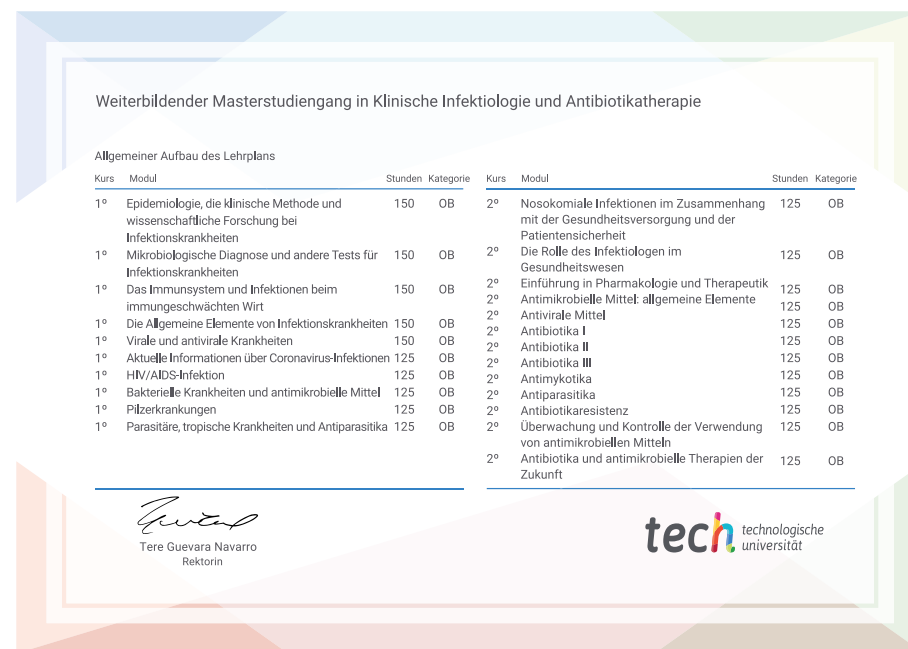 Weiterbildender Masterstudiengang in Klinische Infektiologie und Antibiotikatherapie
Allgemeiner Aufbau des Lehrplans
Kurs Modul Stunden Kategorie
1º Epidemiologie, die klinische Methode und 150 OB
wissenschaftliche Forschung bei
Infektionskrankheiten
1º Mikrobiologische Diagnose und andere Tests für 150 OB
Infektionskrankheiten
1º Das Immunsystem und Infektionen beim 150 OB
immungeschwächten Wirt
1º Die Allgemeine Elemente von Infektionskrankheiten 150 OB
1º Virale und antivirale Krankheiten 150 OB
1º Aktuelle Informationen über Coronavirus-Infektionen 125 OB
1º HIV/AIDS-Infektion 125 OB
1º Bakterielle Krankheiten und antimikrobielle Mittel 125 OB
1º Pilzerkrankungen 125 OB
1º Parasitäre, tropische Krankheiten und Antiparasitika 125 OB
Kurs Modul Stunden Kategorie
2º Nosokomiale Infektionen im Zusammenhang 125 OB
mit der Gesundheitsversorgung und der
Patientensicherheit
2º Die Rolle des Infektiologen im 125 OB
Gesundheitswesen
2º Einführung in Pharmakologie und Therapeutik 125 OB
2º Antimikrobielle Mittel: allgemeine Elemente 125 OB
2º Antivirale Mittel 125 OB
2º Antibiotika I 125 OB
2º Antibiotika II 125 OB
2º Antibiotika III 125 OB
2º Antimykotika 125 OB
2º Antiparasitika 125 OB
2º Antibiotikaresistenz 125 OB
2º Überwachung und Kontrolle der Verwendung 125 OB
von antimikrobiellen Mitteln
2º Antibiotika und antimikrobielle Therapien der 125 OB
Zukunft
Tere Guevara Navarro
Rektorin
tech technologische
universität